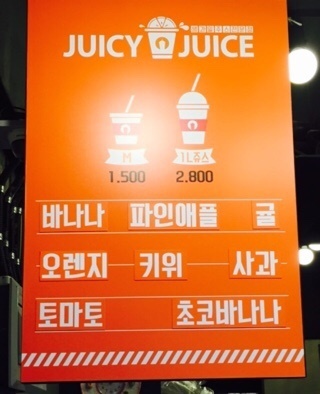 JUICY JUICE
M 1L쥬스
1.500 2.800
바나나 파인애플 귤
오렌지 키위 사과
토마토 초코바나나